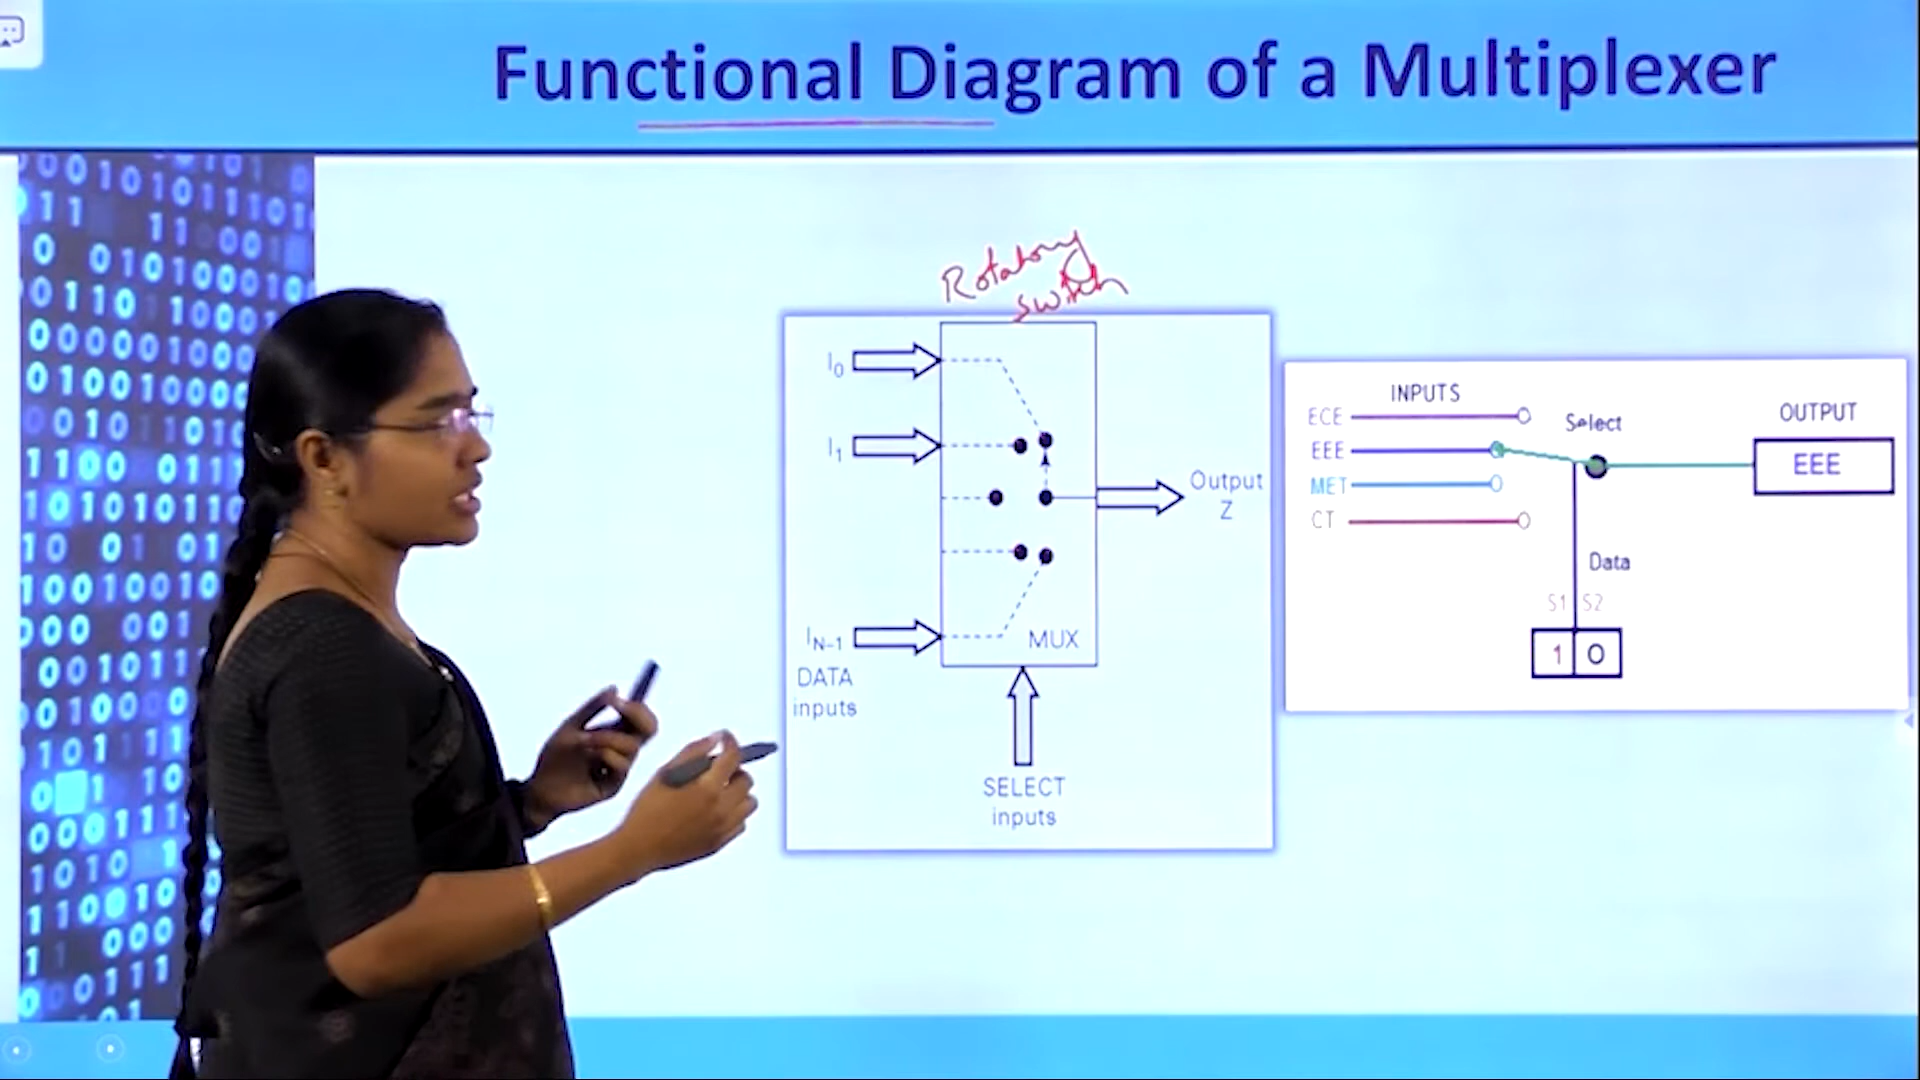 Functional Diagram of a Multiplexer
Rotatory
switch
I0
I1
IN-1
DATA
inputs
MUX
Output
Z
SELECT
inputs
INPUTS
ECE
EEE
MET
CT
Select
OUTPUT
EEE
Data
S1 S2
1 0